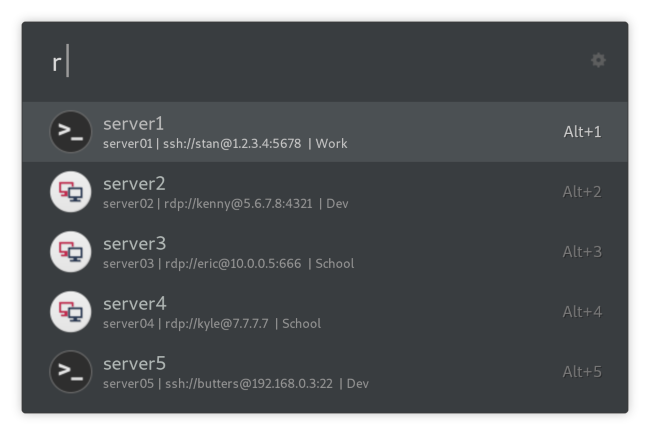 r
server1
server01 | ssh://stan@1.2.3.4:5678 | Work
Alt+1
server2
server02 | rdp://kenny@5.6.7.8:4321 | Dev
Alt+2
server3
server03 | rdp://eric@10.0.0.5:666 | School
Alt+3
server4
server04 | rdp://kyle@7.7.7.7 | School
Alt+4
server5
server05 | ssh://butters@192.168.0.3:22 | Dev
Alt+5